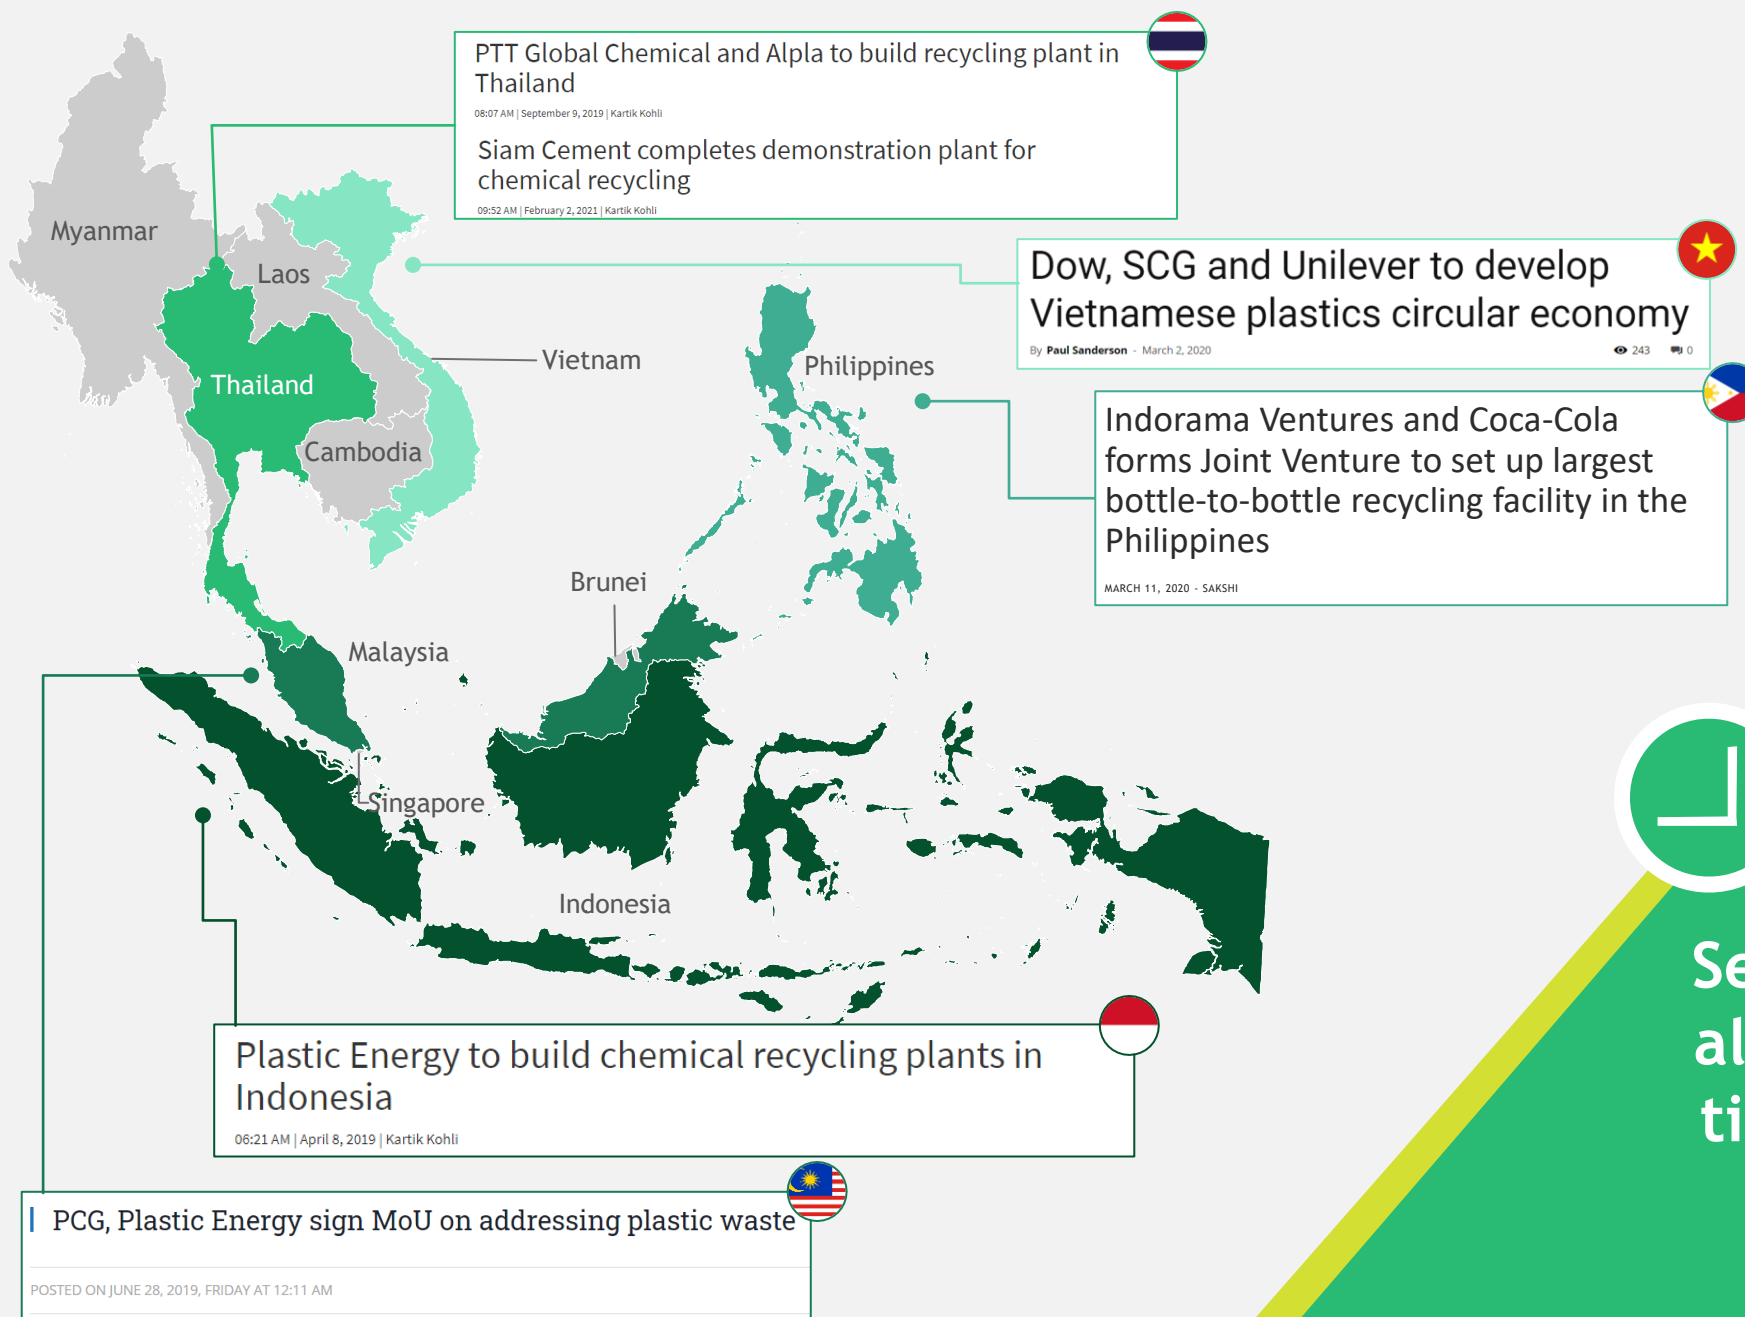 PTT Global Chemical and Alpla to build recycling plant in
Thailand
08:07 AM | September 9, 2019 | Kartik Kohli
Siam Cement completes demonstration plant for
chemical recycling
09:52 AM | February 2, 2021 | Kartik Kohli
Myanmar
Laos
Dow, SCG and Unilever to develop
Vietnamese plastics circular economy
By Paul Sanderson - March 2, 2020
243
0
Vietnam
Philippines
Thailand
Cambodia
Indorama Ventures and Coca-Cola
forms Joint Venture to set up largest
bottle-to-bottle recycling facility in the
Philippines
MARCH 11, 2020 - SAKSHI
Brunei
Malaysia
Singapore
Indonesia
Se
al
ti
Plastic Energy to build chemical recycling plants in
Indonesia
06:21 AM | April 8, 2019 | Kartik Kohli
PCG, Plastic Energy sign MoU on addressing plastic waste
POSTED ON JUNE 28, 2019, FRIDAY AT 12:11 AM